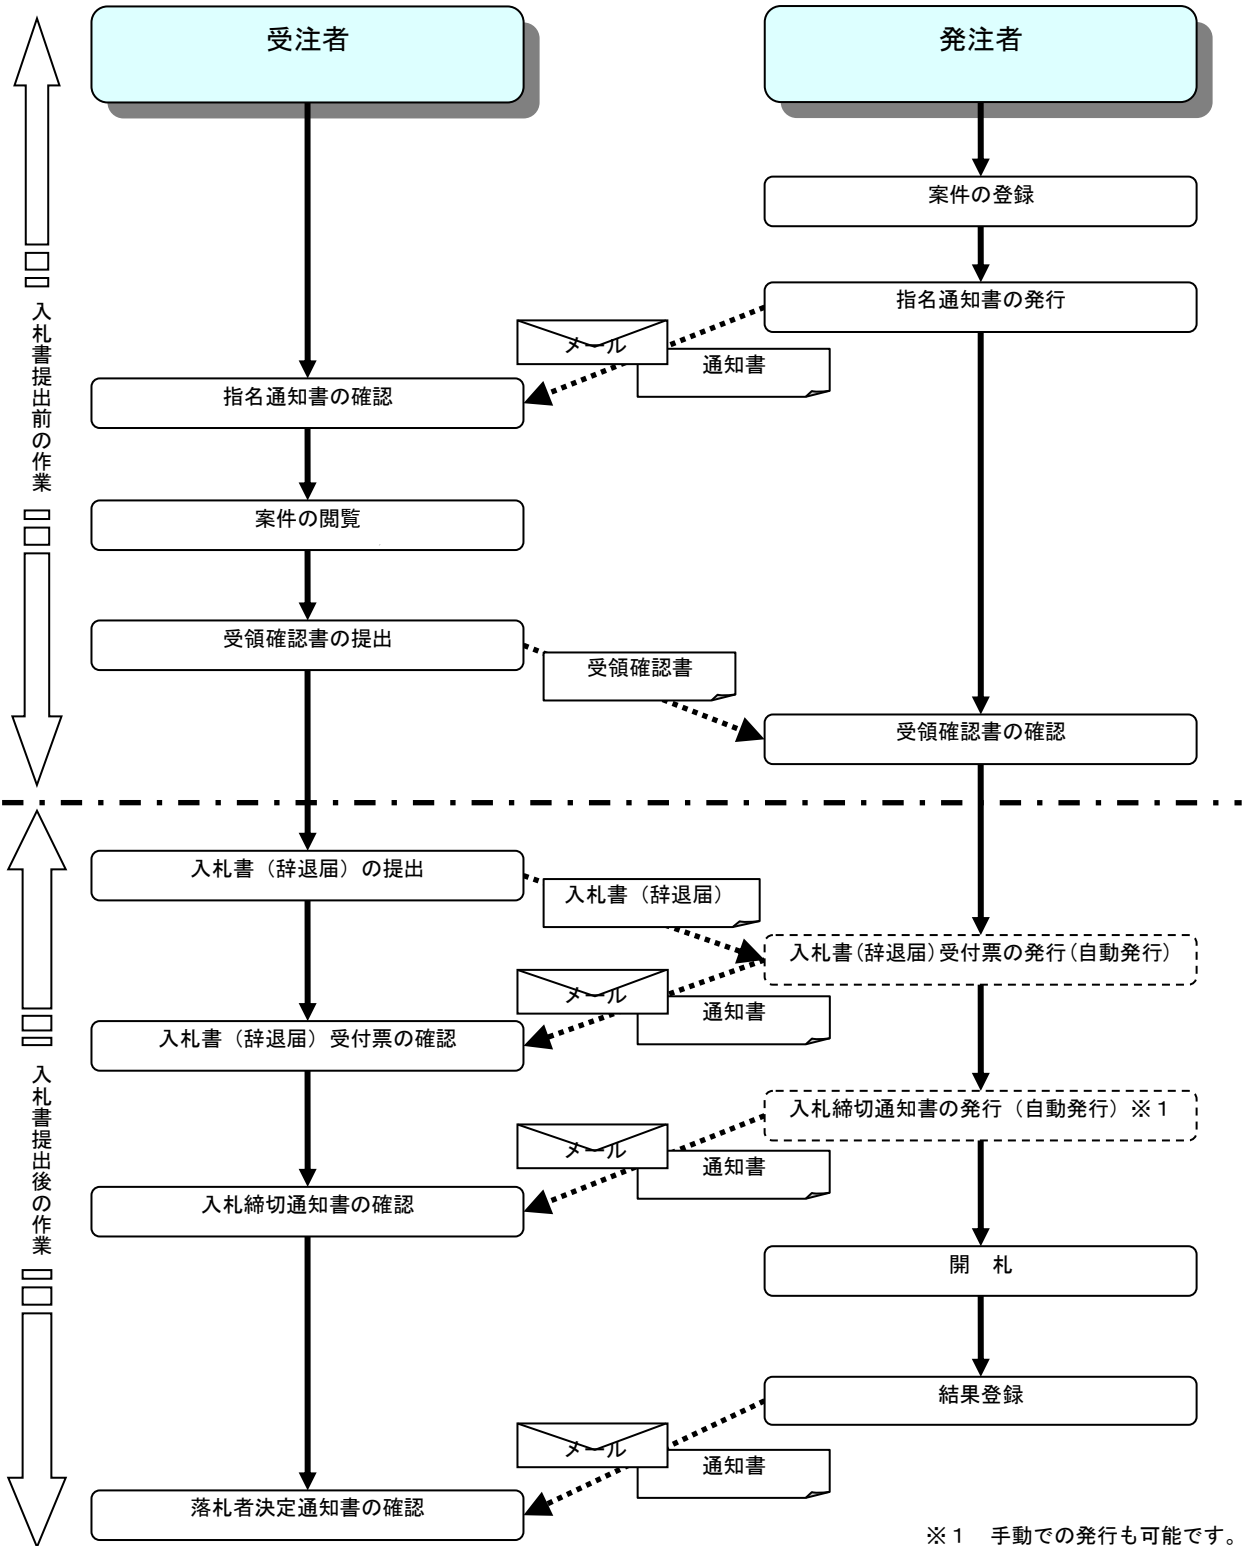 受注者
発注者
案件の登録
指名通知書の発行
メール
通知書
指名通知書の確認
入札書提出前の作業
案件の閲覧
受領確認書の提出
受領確認書
受領確認書の確認
入札書（辞退届）の提出
入札書（辞退届）
入札書(辞退届)受付票の発行(自動発行)
メール
通知書
入札書（辞退届）受付票の確認
入札書提出後の作業
入札締切通知書の発行（自動発行）※１
メール
通知書
入札締切通知書の確認
開　札
結果登録
メール
通知書
落札者決定通知書の確認
※１　手動での発行も可能です。